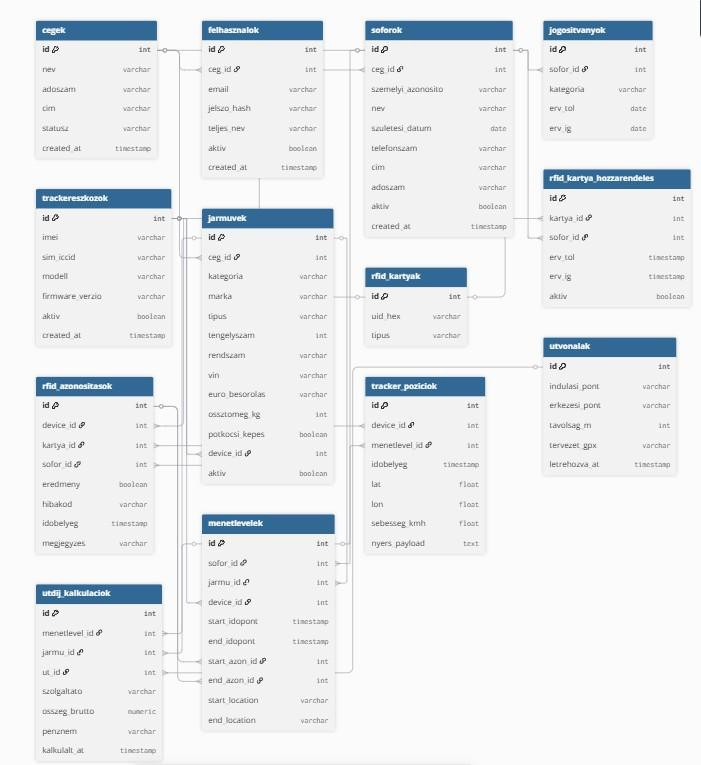 cegek
id int
nev varchar
adoszam varchar
cim varchar
statusz varchar
created_at timestamp
felhasznalok
id int
ceg_id int
email varchar
jelszo_hash varchar
teljes_nev varchar
aktiv boolean
created_at timestamp
soforok
id int
ceg_id int
szemelyi_azonosito varchar
nev varchar
szuletesi_datum date
telefonszam varchar
cim varchar
adoszam varchar
aktiv boolean
created_at timestamp
jogositvanyok
id int
sofor_id int
kategoria varchar
erv_tol date
erv_ig date
rfid_kartya_hozzarendeles
id int
kartya_id int
sofor_id int
erv_tol timestamp
erv_ig timestamp
aktiv boolean
trackereszkozok
id int
imei varchar
sim_iccid varchar
modell varchar
firmware_verzio varchar
aktiv boolean
created_at timestamp
jarmuvek
id int
ceg_id int
kategoria varchar
marka varchar
tipus varchar
tengelyszam int
rendszam varchar
vin varchar
euro_besorolas varchar
ossztomeg_kg int
potkocsi_kepes boolean
device_id int
aktiv boolean
rfid_kartyak
id int
uid_hex varchar
tipus varchar
utvonalak
id int
indulasi_pont varchar
erkezesi_pont varchar
tavolsag_m int
tervezet_gpx varchar
letrehozva_at timestamp
rfid_azonositasok
id int
device_id int
kartya_id int
sofor_id int
eredmeny boolean
hibakod varchar
idobelyeg timestamp
megjegyzes varchar
tracker_poziciok
id int
device_id int
menetlevel_id int
idobelyeg timestamp
lat float
lon float
sebesseg_kmh float
nyers_payload text
menetlevelek
id int
sofor_id int
jarmu_id int
device_id int
start_idopont timestamp
end_idopont timestamp
start_azon_id int
end_azon_id int
start_location varchar
end_location varchar
utdij_kalkulaciok
id int
menetlevel_id int
jarmu_id int
ut_id int
szolgaltato varchar
osszeg_brutto numeric
penznem varchar
kalkulalt_at timestamp